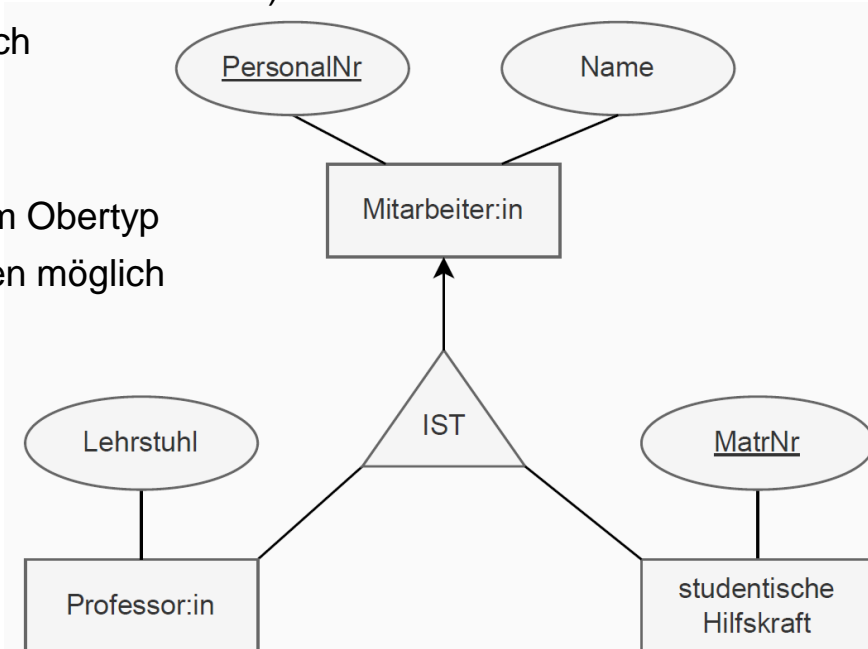 ch
PersonalNr
Name
Obertyp
Mitarbeiter:in
en möglich
IST
Lehrstuhl
MatrNr
Professor:in
studentische
Hilfskraft